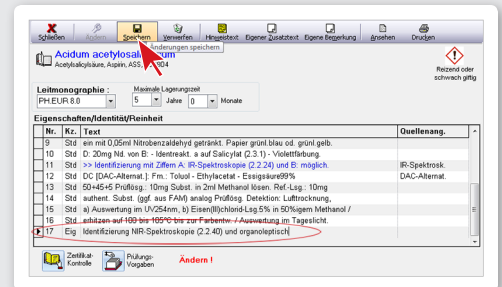 Schließen Ändern Speichern Verwerfen Hinweistext Eigener Zusatztext Eigene Bemerkung Ansehen Drucken
Änderungen speichern
Acidum acetylosal
Acetylsalicylsäure, Aspirin, ASS,
Reizend oder
schwach giftig
Leitmonographie :
Maximale Lagerungszeit
PH.EUR 8.0
5 Jahre 0 Monate
Eigenschaften/Identität/Reinheit
Nr. Kz. Text Quellenang.
9 Std ein mit 0,05ml Nitrobenzaldehyd getränkt. Papier grünl.blau od. grünl.gelb.
10 Std D: 20mg Nd. von B: - Identreakt. a auf Salicylat (2.3.1) - Violettfärbung.
11 Std >> Identifizierung mit Ziffern A: IR-Spektroskopie (2.2.24) und B: möglich. IR-Spektrosk.
12 Std DC [DAC-Alternat.]: Fm.: Toluol - Ethylacetat - Essigsäure99% DAC-Alternat.
13 Std 50+45+5 Prüflösg.: 10mg Subst. in 2ml Methanol lösen. Ref.-Lsg.: 10mg
14 Std authent. Subst. (ggf. aus FAM) analog Prüflösg. Detektion: Lufttrocknung,
15 Std a) Auswertung im UV254nm, b) Eisen(III)chlorid-Lsg.5% in 50%igem Methanol /
16 Std erhitzen auf 100 bis 105°C bis zur Farbentw. / Auswertung im Tageslicht.
17 Eig Identifizierung NIR-Spektroskopie (2.2.40) und organoleptisch
Zertifikat-
Kontrolle
Prüfungs-
Vorgaben
Ändern !